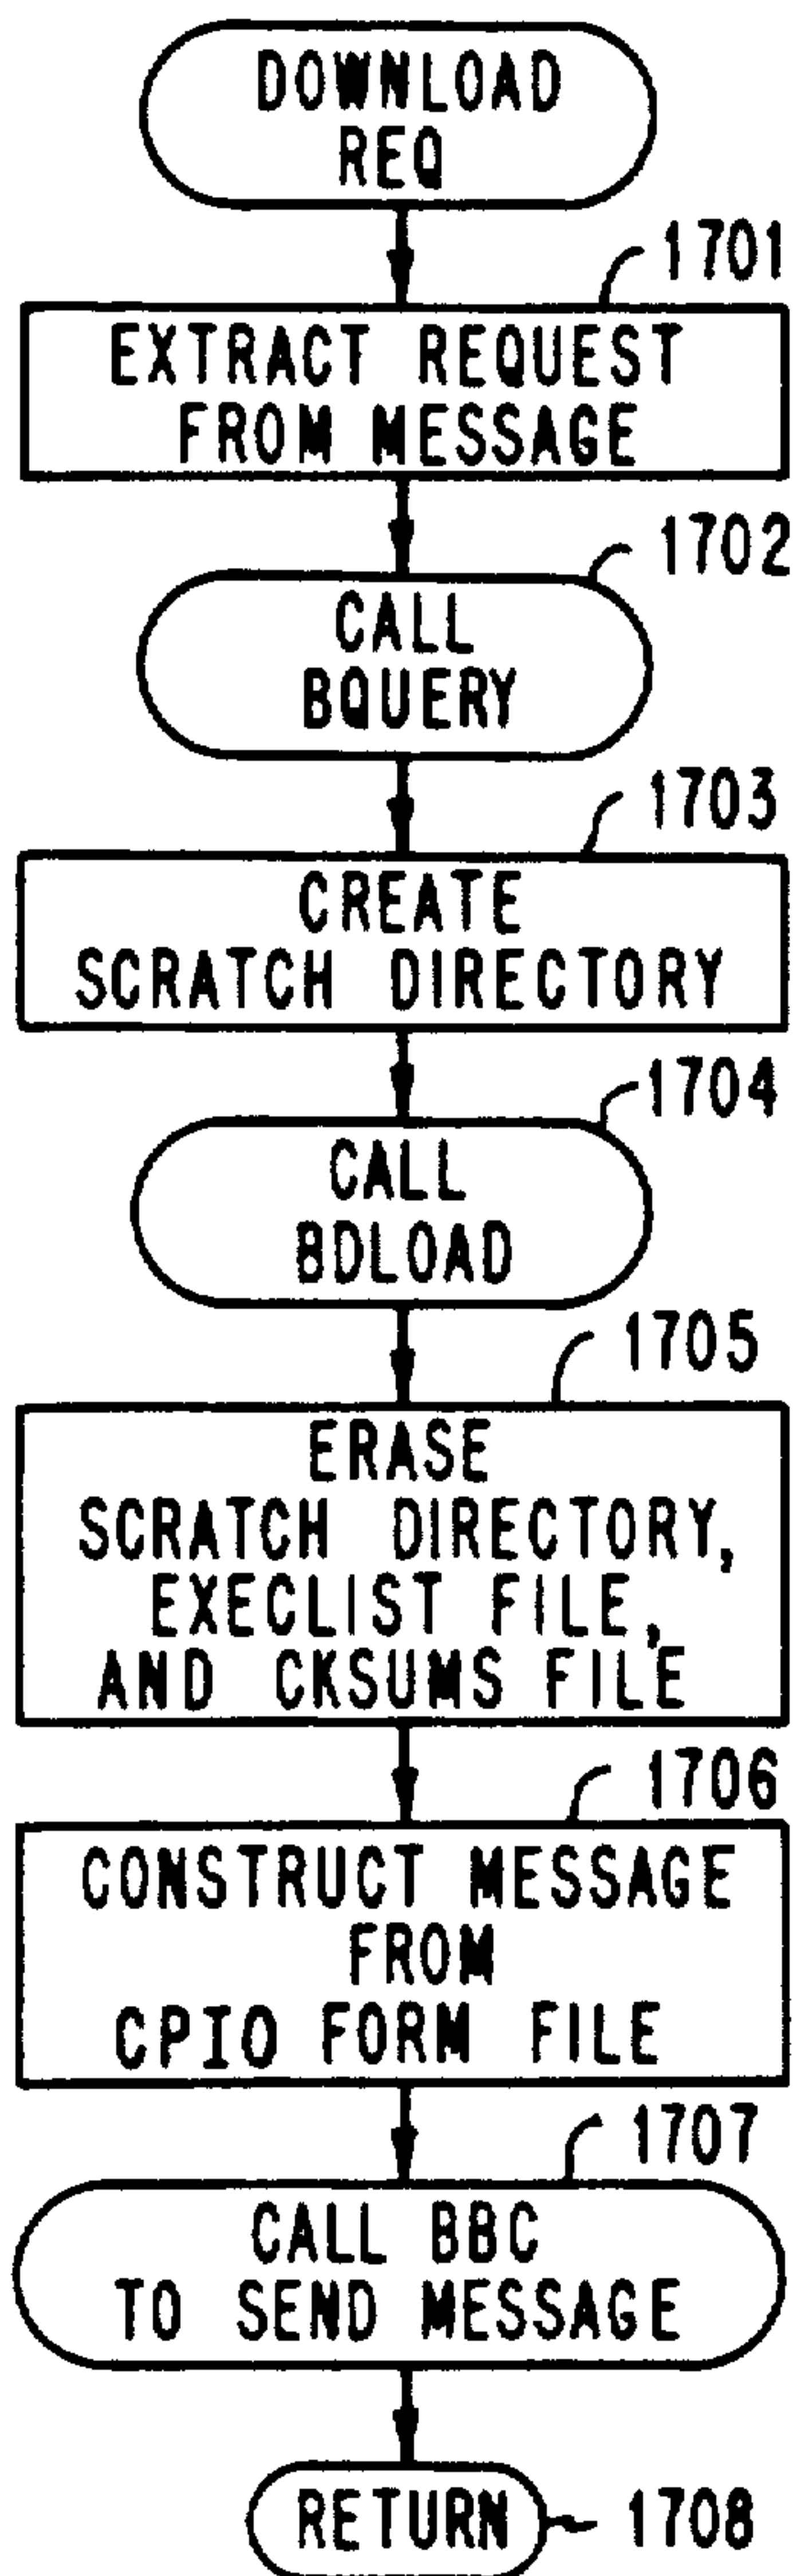 DOWNLOAD
REQ
1701
EXTRACT REQUEST
FROM MESSAGE
1702
CALL
BQUERY
1703
CREATE
SCRATCH DIRECTORY
1704
CALL
BDLOAD
1705
ERASE
SCRATCH DIRECTORY,
EXECLIST FILE,
AND CKSUMS FILE
1706
CONSTRUCT MESSAGE
FROM
CPIO FORM FILE
1707
CALL BBC
TO SEND MESSAGE
RETURN 1708